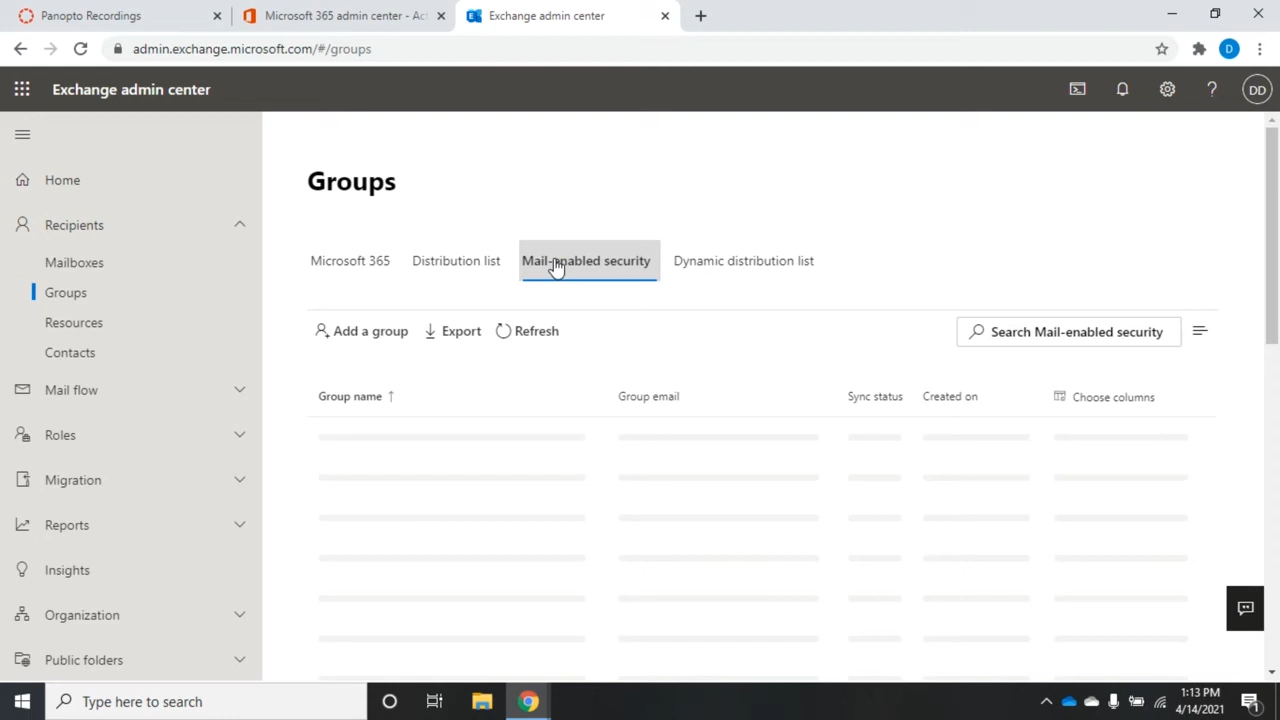 Panopto Recordings
Microsoft 365 admin center - Act
Exchange admin center
admin.exchange.microsoft.com/#/groups
D
Exchange admin center
?
DD
Home
Recipients
Mailboxes
Groups
Resources
Contacts
Mail flow
Roles
Migration
Reports
Insights
Organization
Public folders
Groups
Microsoft 365
Distribution list
Mail-enabled security
Dynamic distribution list
Add a group
Export
Refresh
Search Mail-enabled security
Group name ↑
Group email
Sync status
Created on
Choose columns
Type here to search
1:13 PM
4/14/2021
1